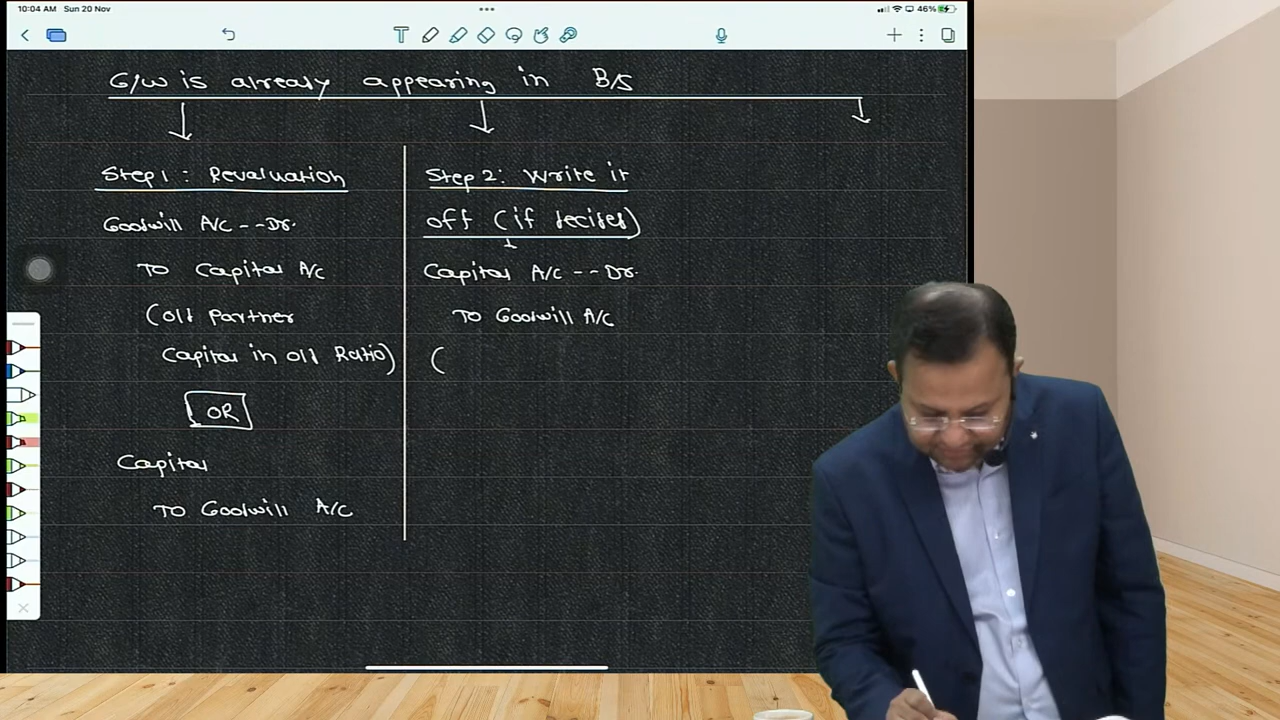 10:04 AM Sun 20 Nov
46%
G/W is already appearing in B/S
Step 1 : Revaluation
Goodwill A/C --Dr.
To Capital A/C
(Old Partner
Capital in Old Ratio)
OR
Capital
To Goodwill A/C
Step 2: Write it
off (if decides)
Capital A/C --Dr.
To Goodwill A/C
(